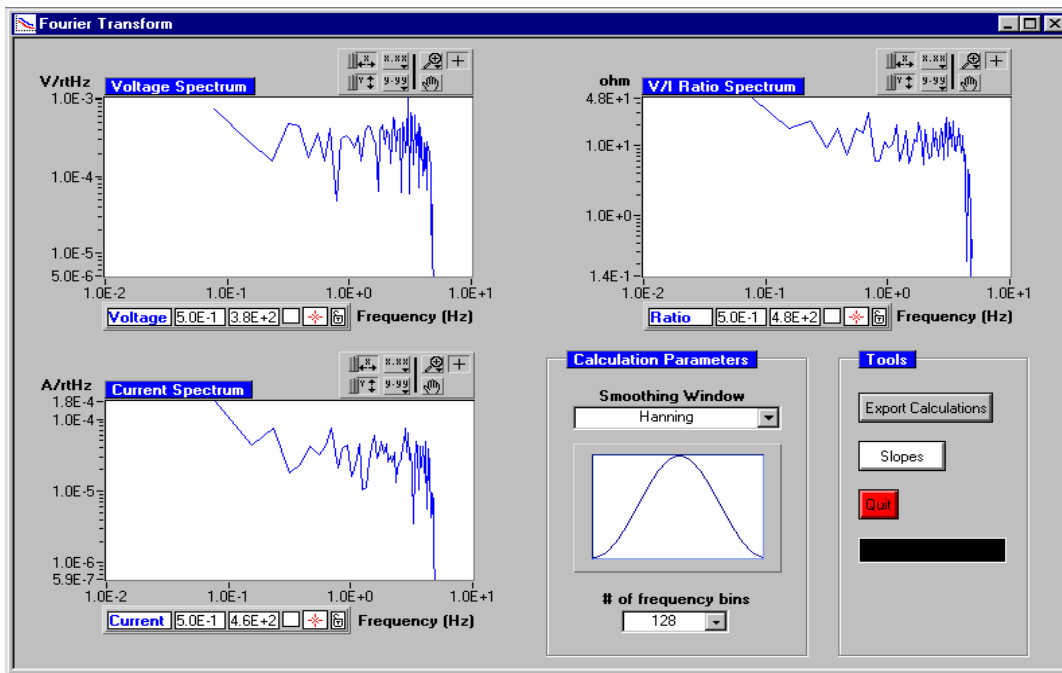 Fourier Transform
V/rtHz
Voltage Spectrum
X
X.XX
Y
Y.YY
1.0E-3
1.0E-4
1.0E-5
5.0E-6
1.0E-2 1.0E-1 1.0E+0 1.0E+1
Voltage 5.0E-1 3.8E+2 Frequency (Hz)
ohm
V/I Ratio Spectrum
X
X.XX
Y
Y.YY
4.8E+1
1.0E+1
1.0E+0
1.4E-1
1.0E-2 1.0E-1 1.0E+0 1.0E+1
Ratio 5.0E-1 4.8E+2 Frequency (Hz)
A/rtHz
Current Spectrum
X
X.XX
Y
Y.YY
1.8E-4
1.0E-4
1.0E-5
1.0E-6
5.9E-7
1.0E-2 1.0E-1 1.0E+0 1.0E+1
Current 5.0E-1 4.6E+2 Frequency (Hz)
Calculation Parameters
Smoothing Window
Hanning
# of frequency bins
128
Tools
Export Calculations
Slopes
Quit